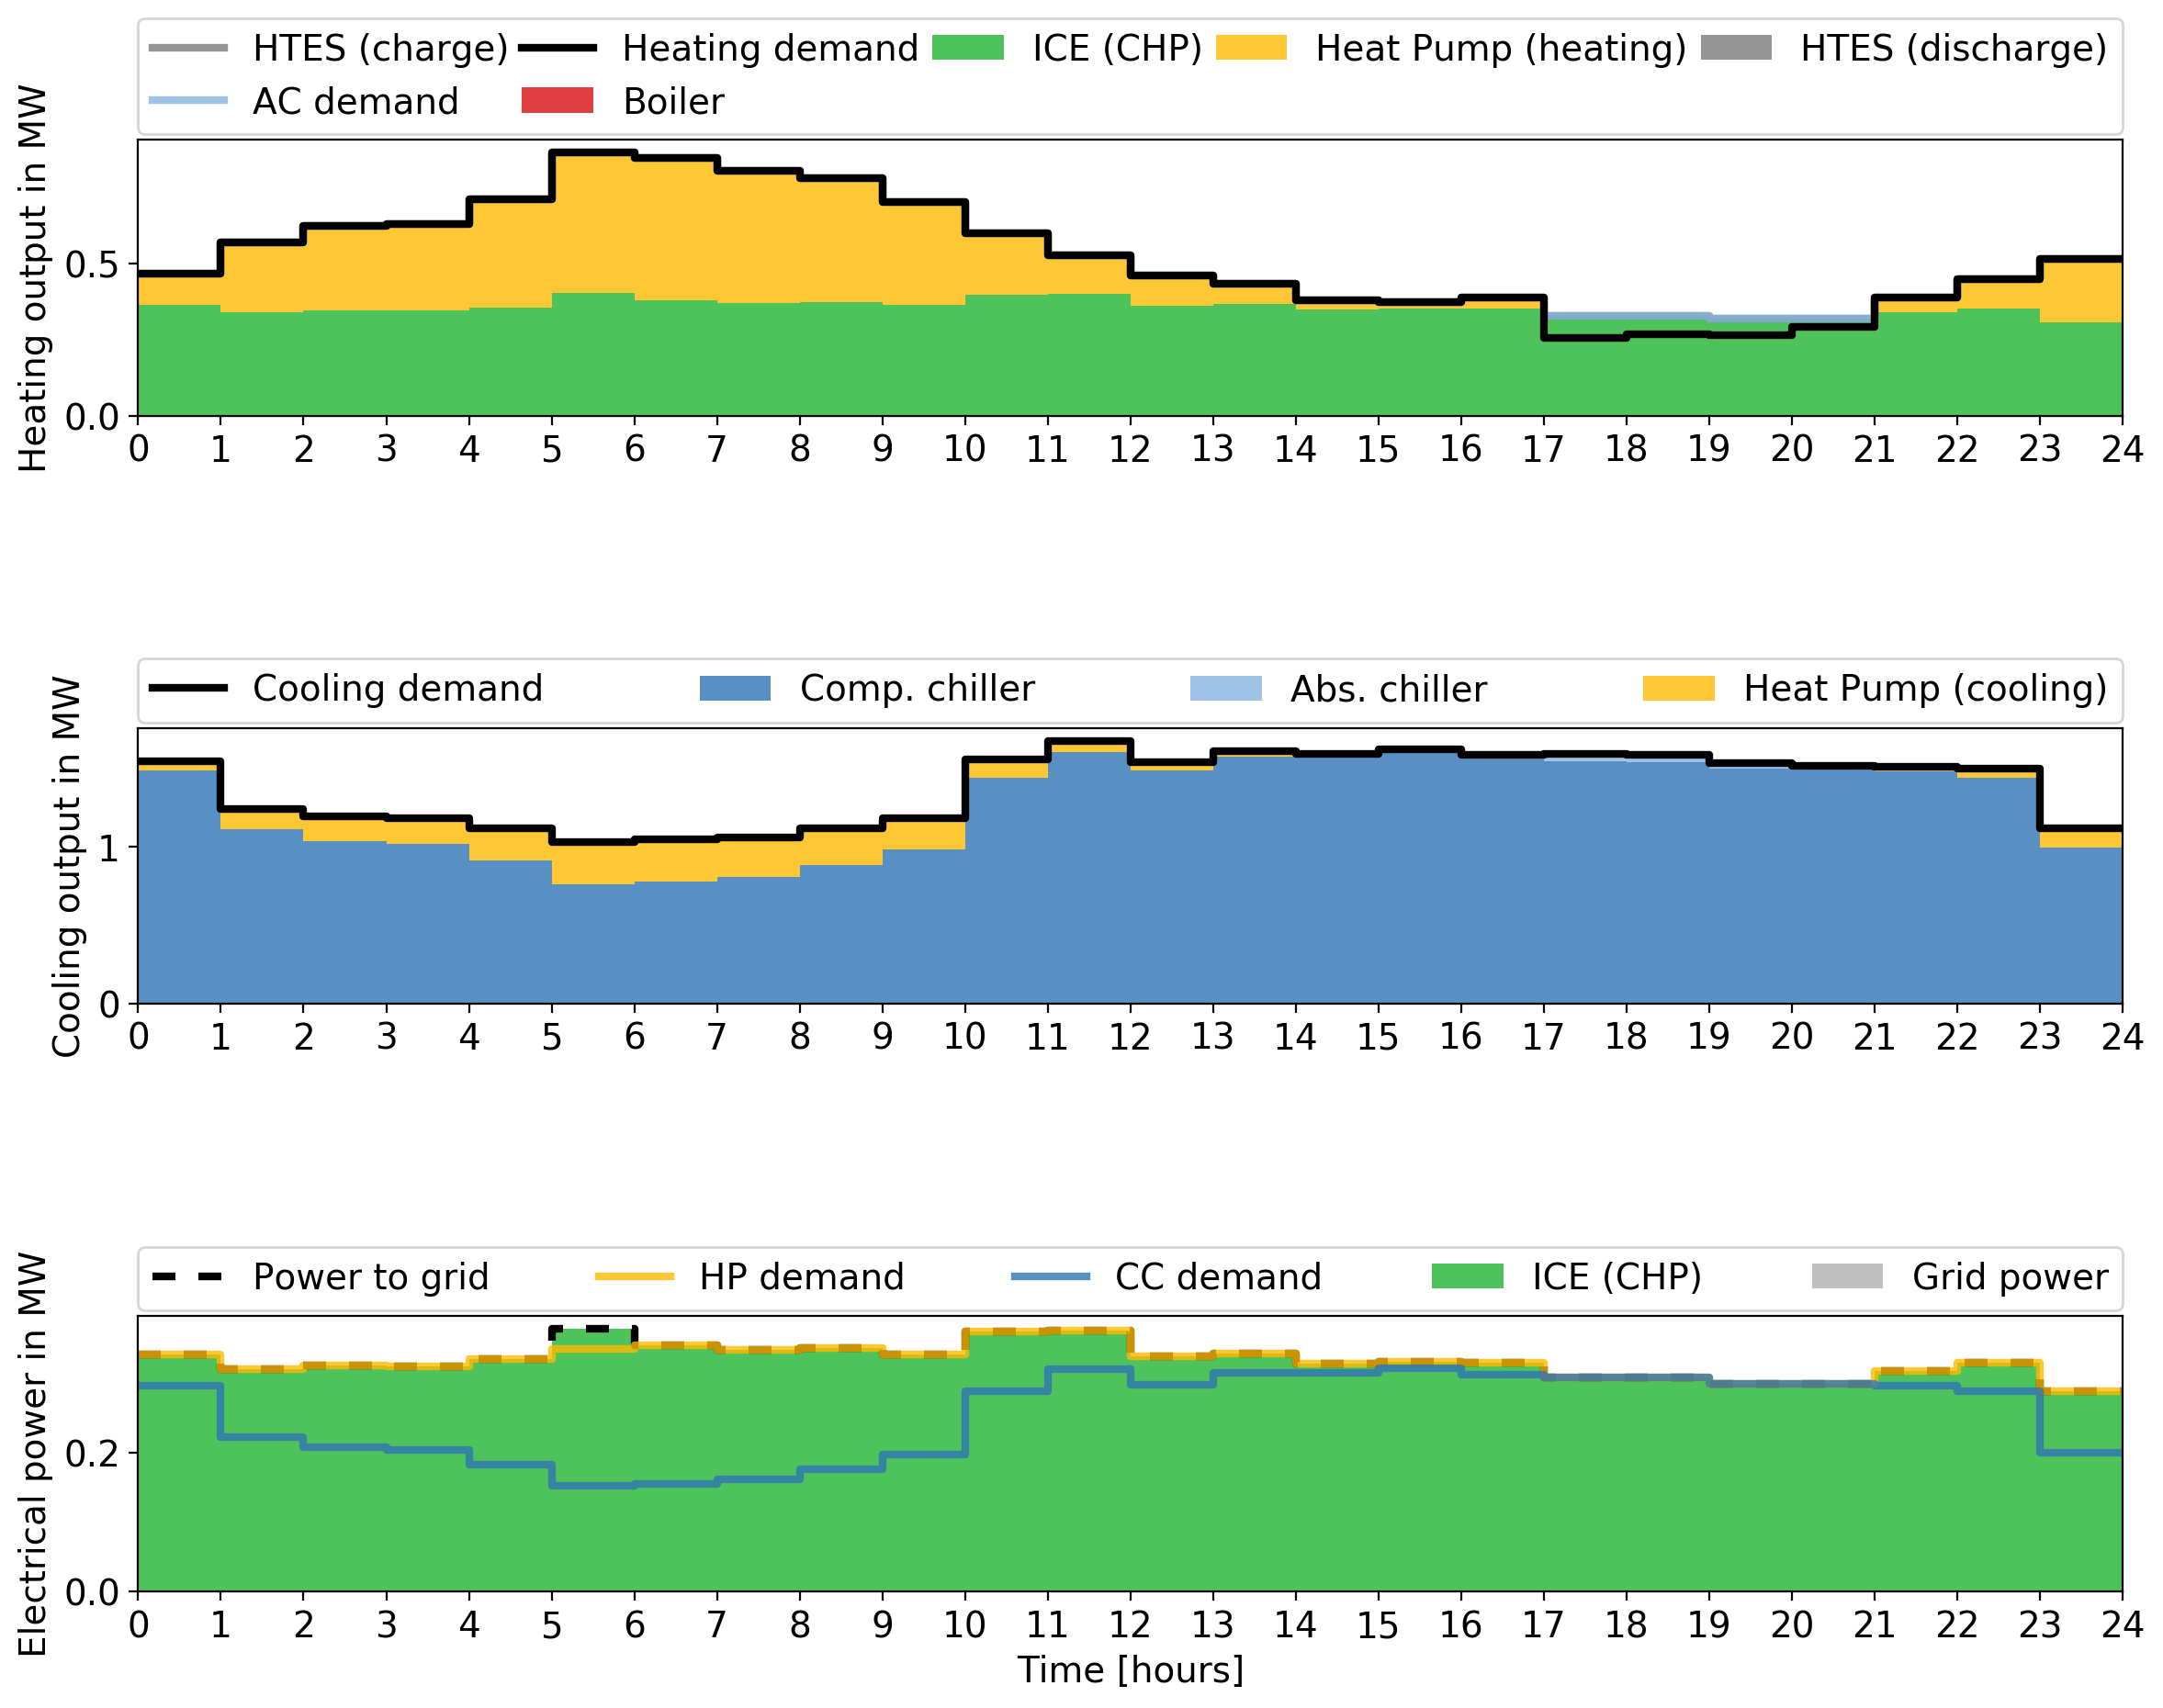 HTES (charge) Heating demand ICE (CHP) Heat Pump (heating) HTES (discharge)
AC demand Boiler
Heating output in MW
0.5
0.0
0 1 2 3 4 5 6 7 8 9 10 11 12 13 14 15 16 17 18 19 20 21 22 23 24
Cooling demand Comp. chiller Abs. chiller Heat Pump (cooling)
Cooling output in MW
1
0
0 1 2 3 4 5 6 7 8 9 10 11 12 13 14 15 16 17 18 19 20 21 22 23 24
Power to grid HP demand CC demand ICE (CHP) Grid power
Electrical power in MW
0.2
0.0
0 1 2 3 4 5 6 7 8 9 10 11 12 13 14 15 16 17 18 19 20 21 22 23 24
Time [hours]